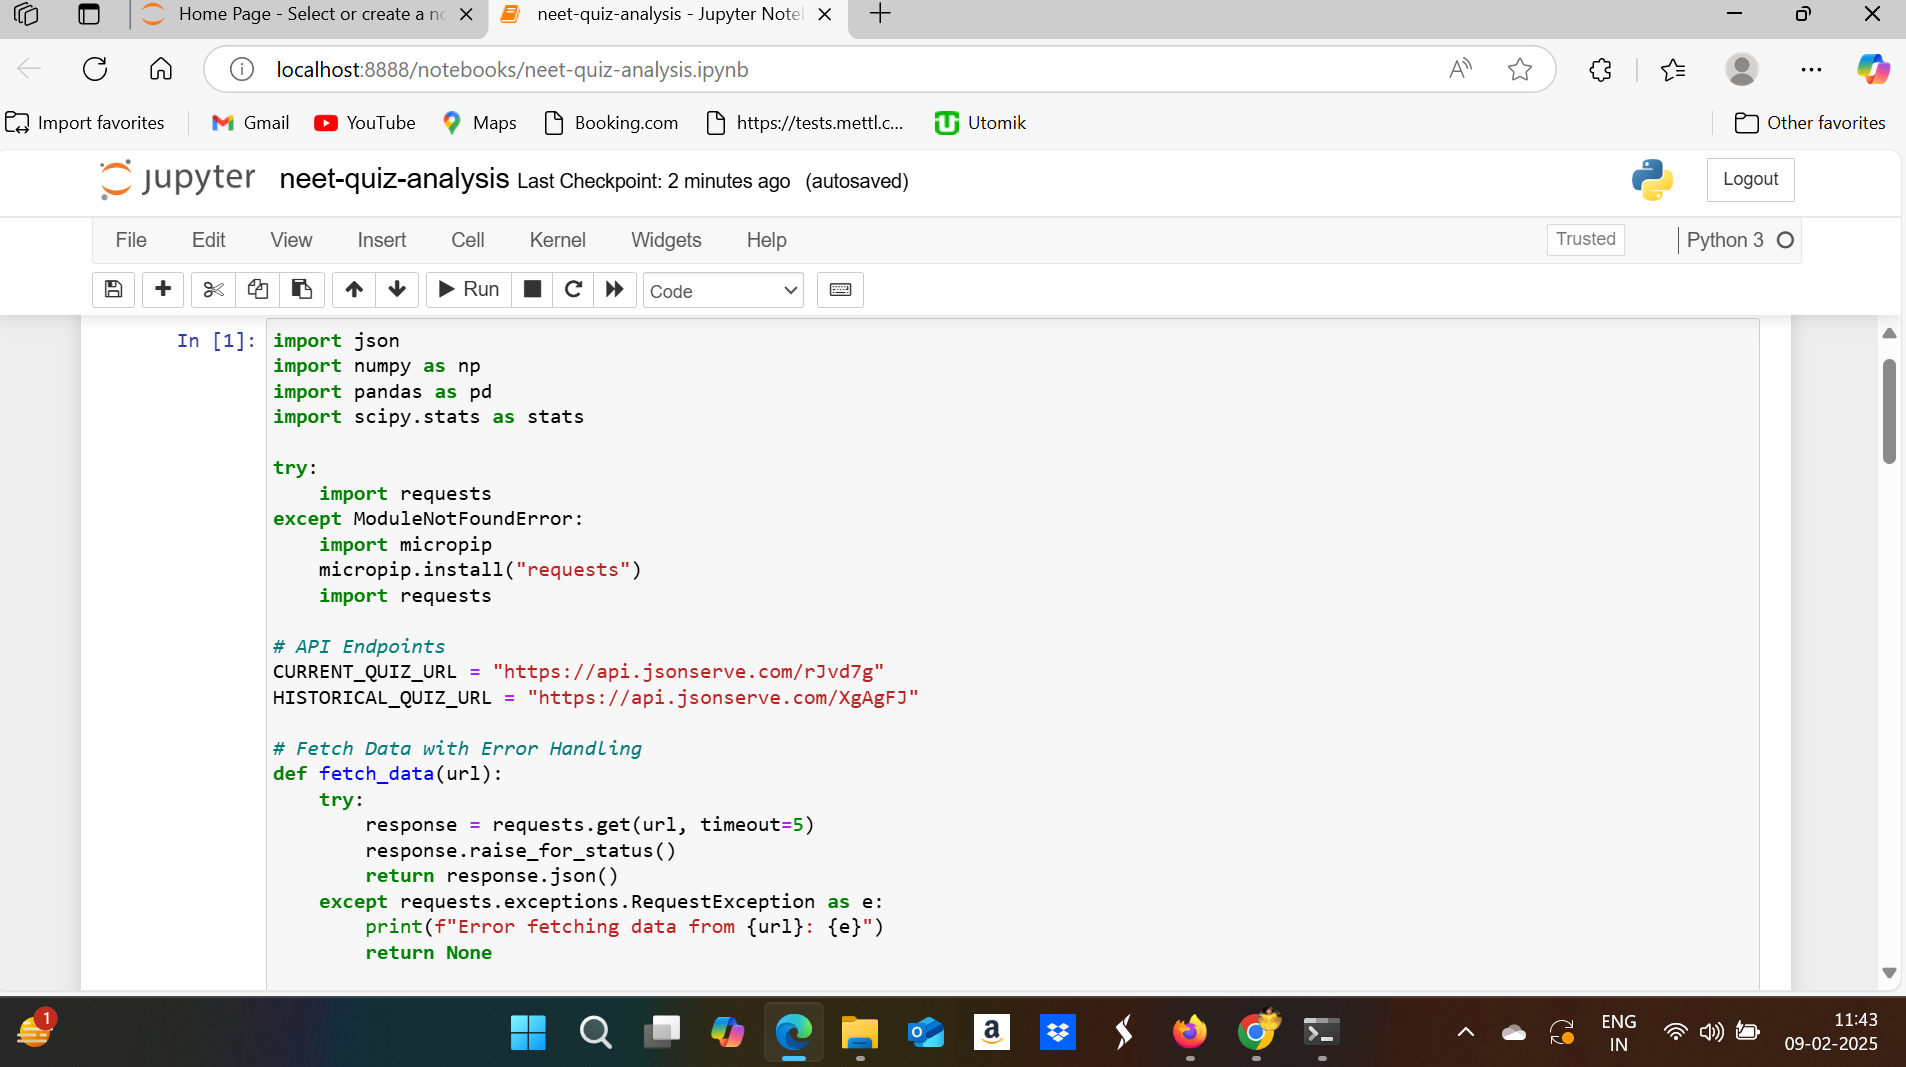 Home Page - Select or create a no
neet-quiz-analysis - Jupyter Note
localhost:8888/notebooks/neet-quiz-analysis.ipynb
Import favorites
Gmail
YouTube
Maps
Booking.com
https://tests.mettl.c...
Utomik
Other favorites
jupyter neet-quiz-analysis Last Checkpoint: 2 minutes ago (autosaved)
Logout
File Edit View Insert Cell Kernel Widgets Help
Trusted
Python 3
Run
Code
In [1]:
import json
import numpy as np
import pandas as pd
import scipy.stats as stats
try:
    import requests
except ModuleNotFoundError:
    import micropip
    micropip.install("requests")
    import requests
# API Endpoints
CURRENT_QUIZ_URL = "https://api.jsonserve.com/rJvd7g"
HISTORICAL_QUIZ_URL = "https://api.jsonserve.com/XgAgFJ"
# Fetch Data with Error Handling
def fetch_data(url):
    try:
        response = requests.get(url, timeout=5)
        response.raise_for_status()
        return response.json()
    except requests.exceptions.RequestException as e:
        print(f"Error fetching data from {url}: {e}")
        return None
1
ENG
IN
11:43
09-02-2025